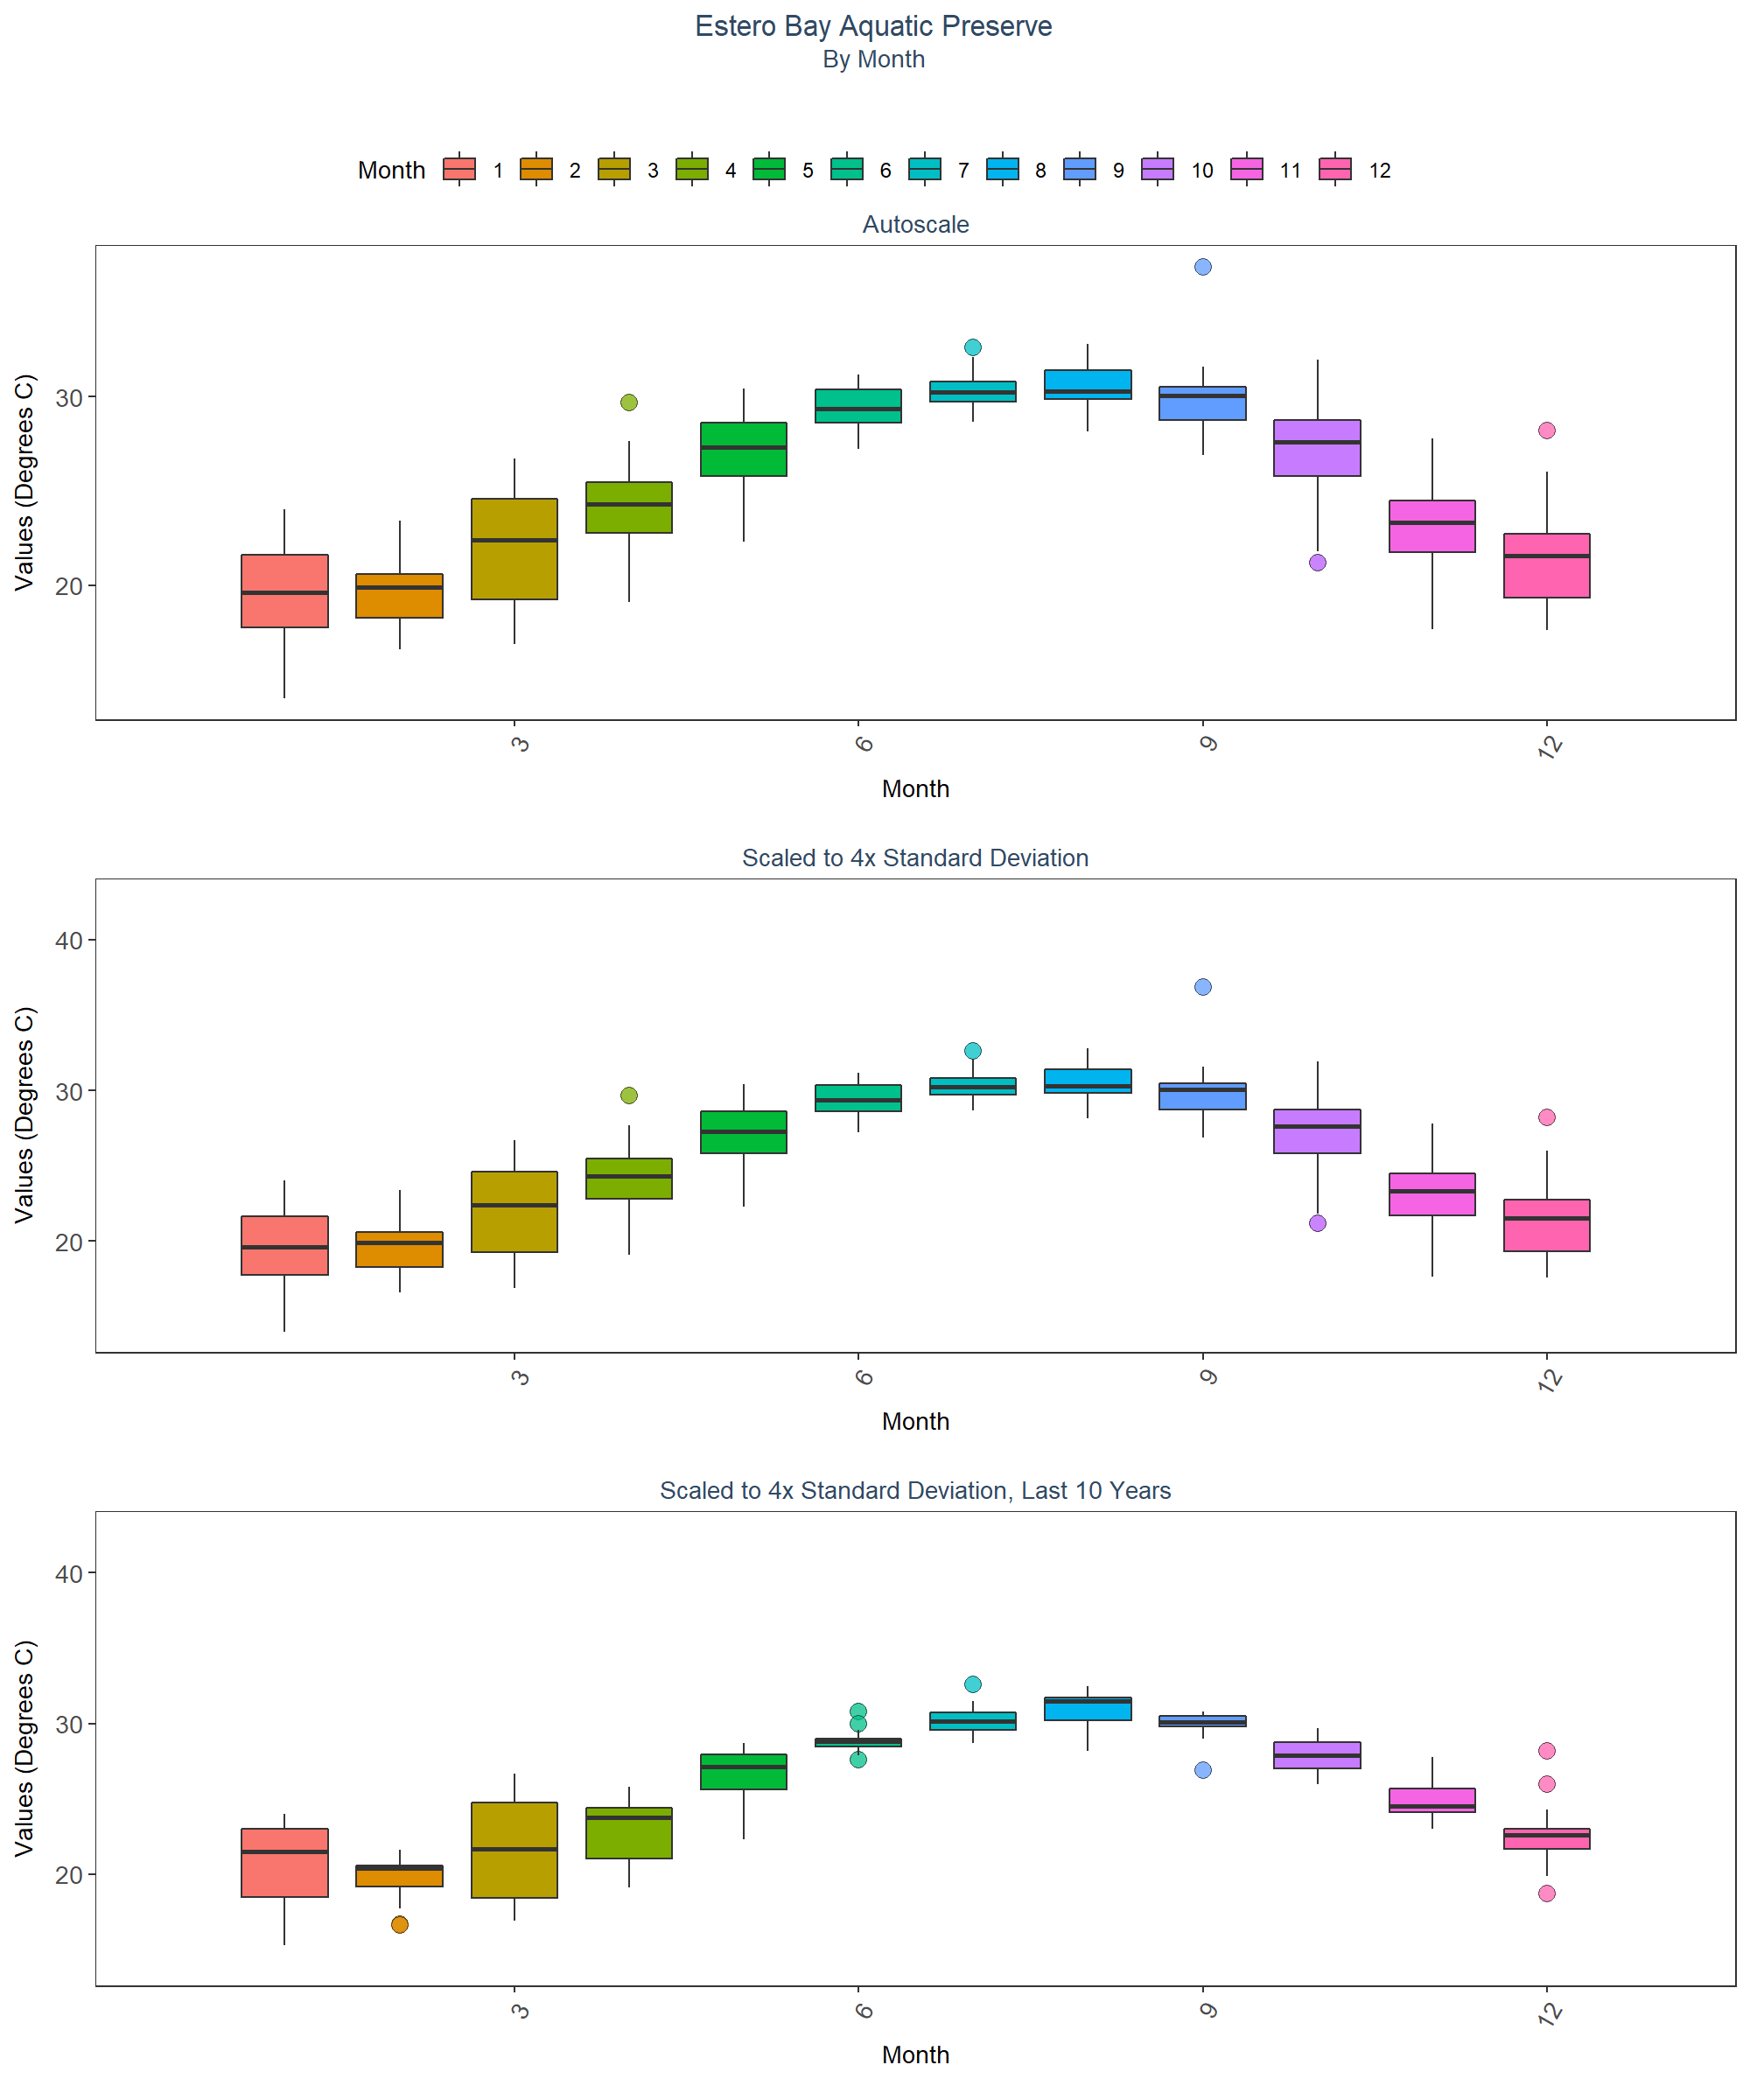 Estero Bay Aquatic Preserve
By Month
Month 1 2 3 4 5 6 7 8 9 10 11 12
Autoscale
Values (Degrees C)
30
20
3 6 9 12
Month
Scaled to 4x Standard Deviation
Values (Degrees C)
40
30
20
3 6 9 12
Month
Scaled to 4x Standard Deviation, Last 10 Years
Values (Degrees C)
40
30
20
3 6 9 12
Month